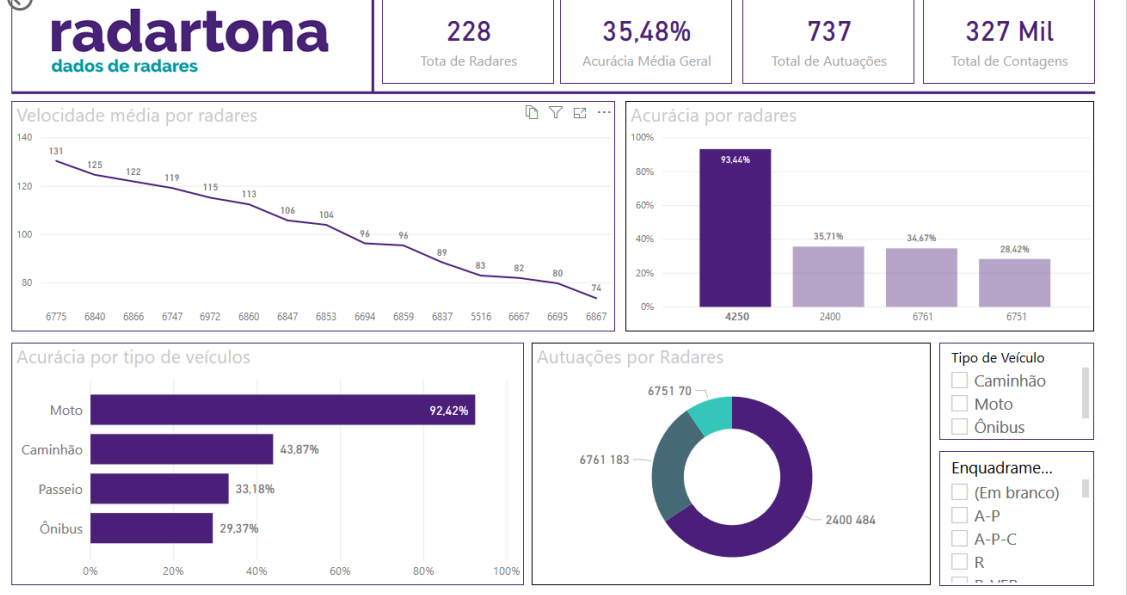 radartona
dados de radares
228
Tota de Radares
35,48%
Acurácia Média Geral
737
Total de Autuações
327 Mil
Total de Contagens
Velocidade média por radares
140
120
100
80
131
125
122
119
115
113
106
104
96
96
89
83
82
80
74
6775 6840 6866 6747 6972 6860 6847 6853 6694 6859 6837 5516 6667 6695 6867
Acurácia por radares
100%
80%
60%
40%
20%
0%
93,44%
35,71%
34,67%
28,42%
4250 2400 6761 6751
Acurácia por tipo de veículos
Moto 92,42%
Caminhão 43,87%
Passeio 33,18%
Ônibus 29,37%
0% 20% 40% 60% 80% 100%
Autuações por Radares
6751 70
6761 183
2400 484
Tipo de Veículo
Caminhão
Moto
Ônibus
Enquadrame...
(Em branco)
A-P
A-P-C
R